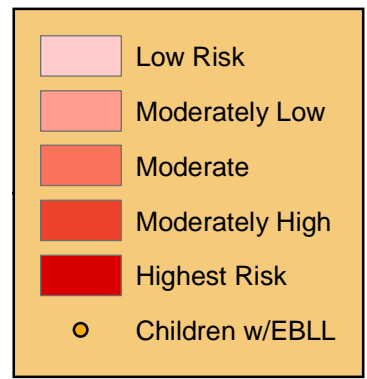 Low Risk
Moderately Low
Moderate
Moderately High
Highest Risk
Children w/EBLL